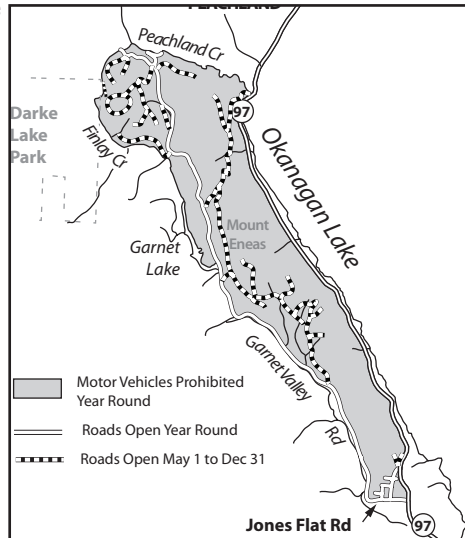 PEACHLAND
Peachland Cr
97
Darke
Lake
Park
Finlay Cr
Okanagan Lake
Mount
Eneas
Garnet
Lake
Garnet Valley
Rd
Motor Vehicles Prohibited
Year Round
Roads Open Year Round
Roads Open May 1 to Dec 31
Jones Flat Rd
97